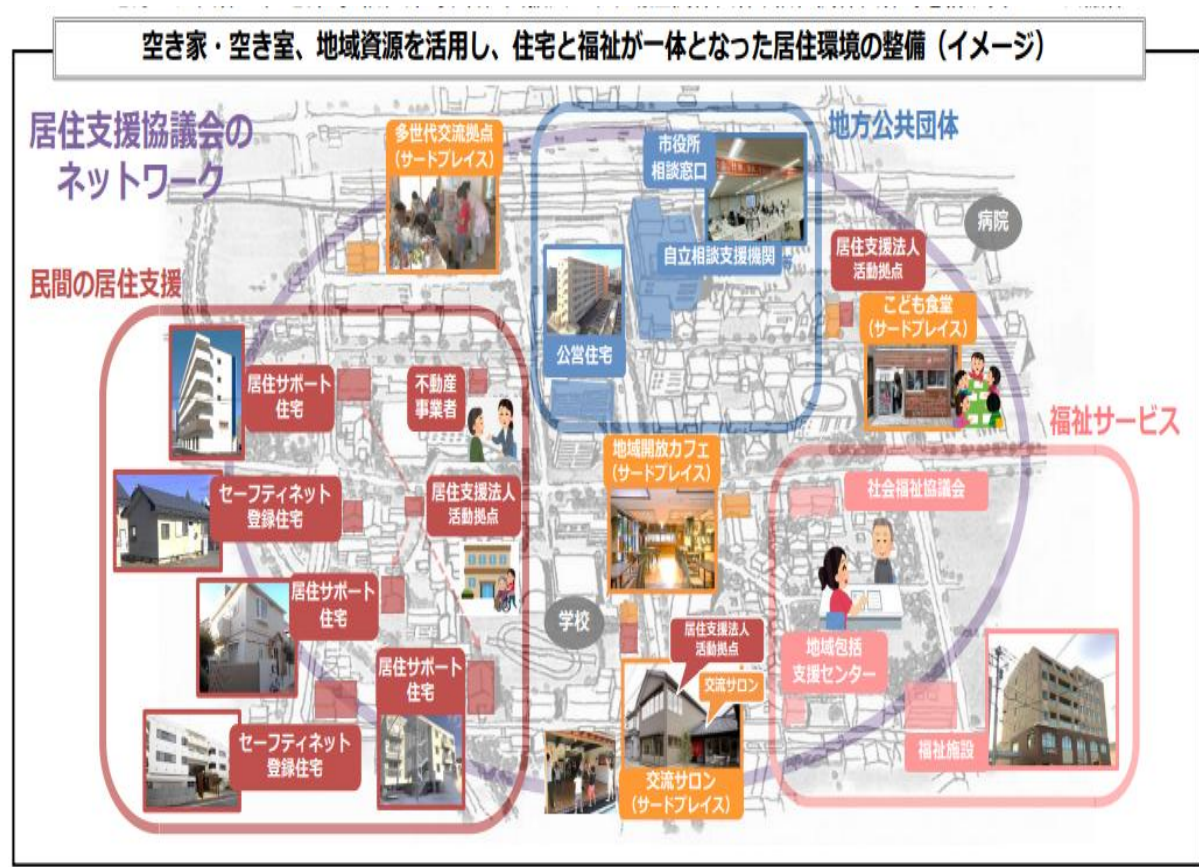 空き家・空き室、地域資源を活用し、住宅と福祉が一体となった居住環境の整備（イメージ）
居住支援協議会の
ネットワーク
多世代交流拠点
（サードプレイス）
市役所
相談窓口
地方公共団体
自立相談支援機関
公営住宅
病院
居住支援法人
活動拠点
こども食堂
（サードプレイス）
民間の居住支援
居住サポート
住宅
不動産
事業者
セーフティネット
登録住宅
居住支援法人
活動拠点
居住サポート
住宅
居住サポート
住宅
セーフティネット
登録住宅
地域開放カフェ
（サードプレイス）
学校
居住支援法人
活動拠点
交流サロン
交流サロン
（サードプレイス）
福祉サービス
社会福祉協議会
地域包括
支援センター
福祉施設